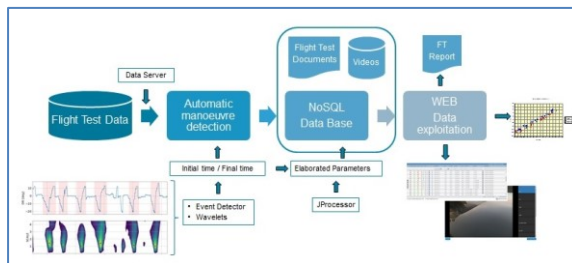 Flight Test
Documents
Videos
FT
Report
Data Server
Flight Test Data
Automatic
manoeuvre
detection
NoSQL
Data Base
WEB
Data
exploitation
Initial time / Final time
Elaborated Parameters
• Event Detector
• Wavelets
JProcessor